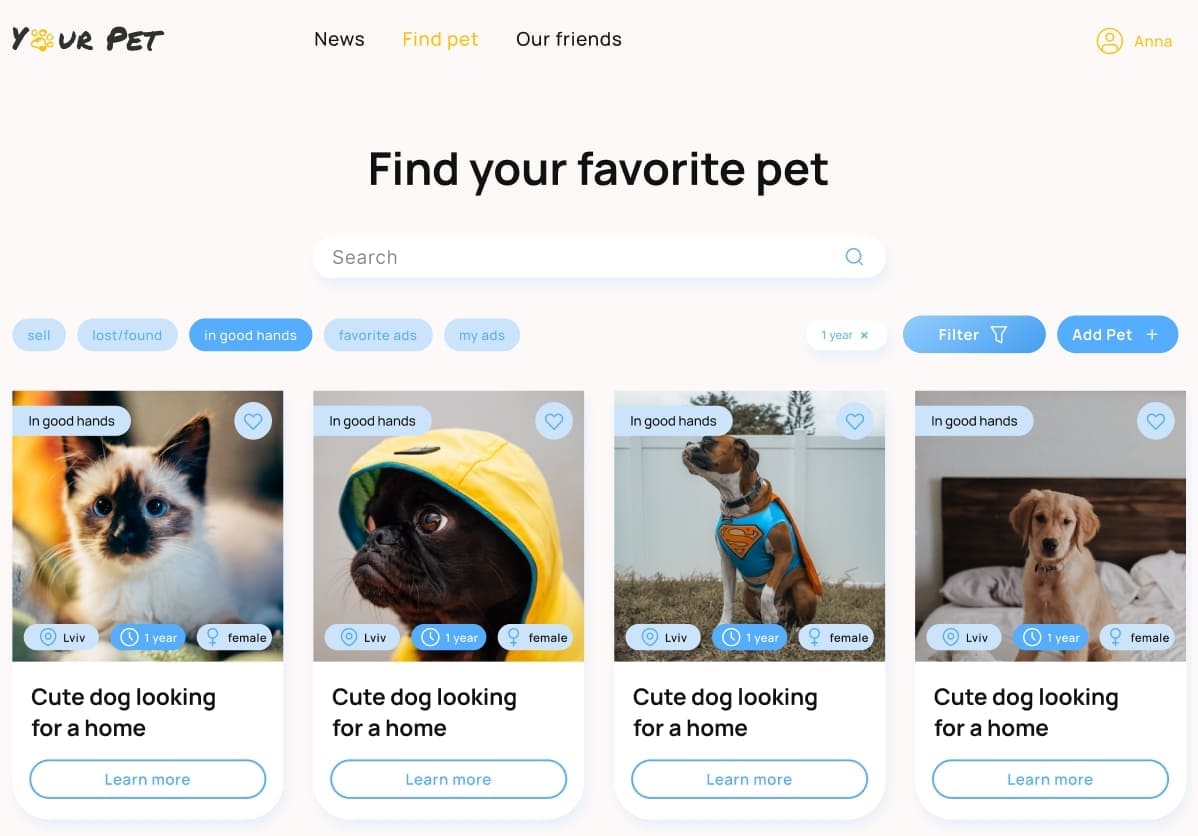 Your Pet
News
Find pet
Our friends
Anna
Find your favorite pet
Search
sell
lost/found
in good hands
favorite ads
my ads
1 year ×
Filter
Add Pet +
In good hands
Lviv
1 year
female
Cute dog looking
for a home
Learn more
In good hands
Lviv
1 year
female
Cute dog looking
for a home
Learn more
In good hands
Lviv
1 year
female
Cute dog looking
for a home
Learn more
In good hands
Lviv
1 year
female
Cute dog looking
for a home
Learn more